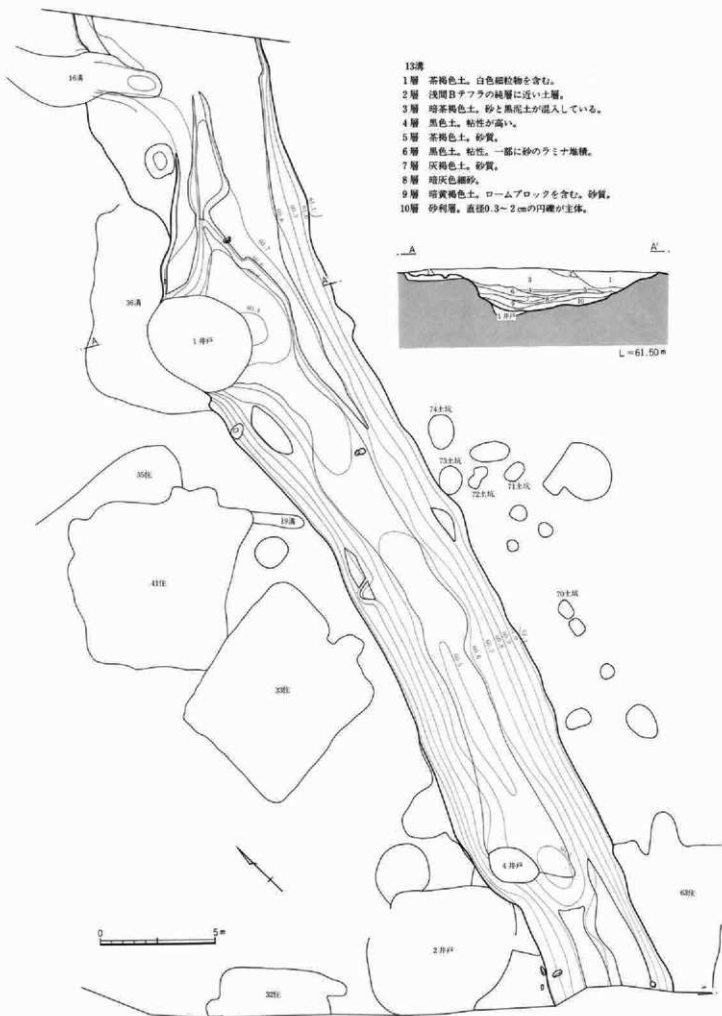 13溝
1層 茶褐色土。白色細粒物を含む。
2層 浅間Bテフラの純層に近い土層。
3層 暗茶褐色土。砂と黒泥土が混入している。
4層 黒色土。粘性が高い。
5層 茶褐色土。砂質。
6層 黒色土。粘性。一部に砂のラミナ堆積。
7層 灰褐色土。砂質。
8層 暗灰色細砂。
9層 暗黄褐色土。ロームブロックを含む。砂質。
10層 砂利層。直径0.3〜2㎝の円礫が主体。
A
A'
3
1
6
10
1井戸
L=61.50m
16溝
36溝
1井戸
A
A'
35住
19溝
41住
33住
74土坑
73土坑
72土坑
71土坑
70土坑
4井戸
63住
2井戸
32住
0
5m